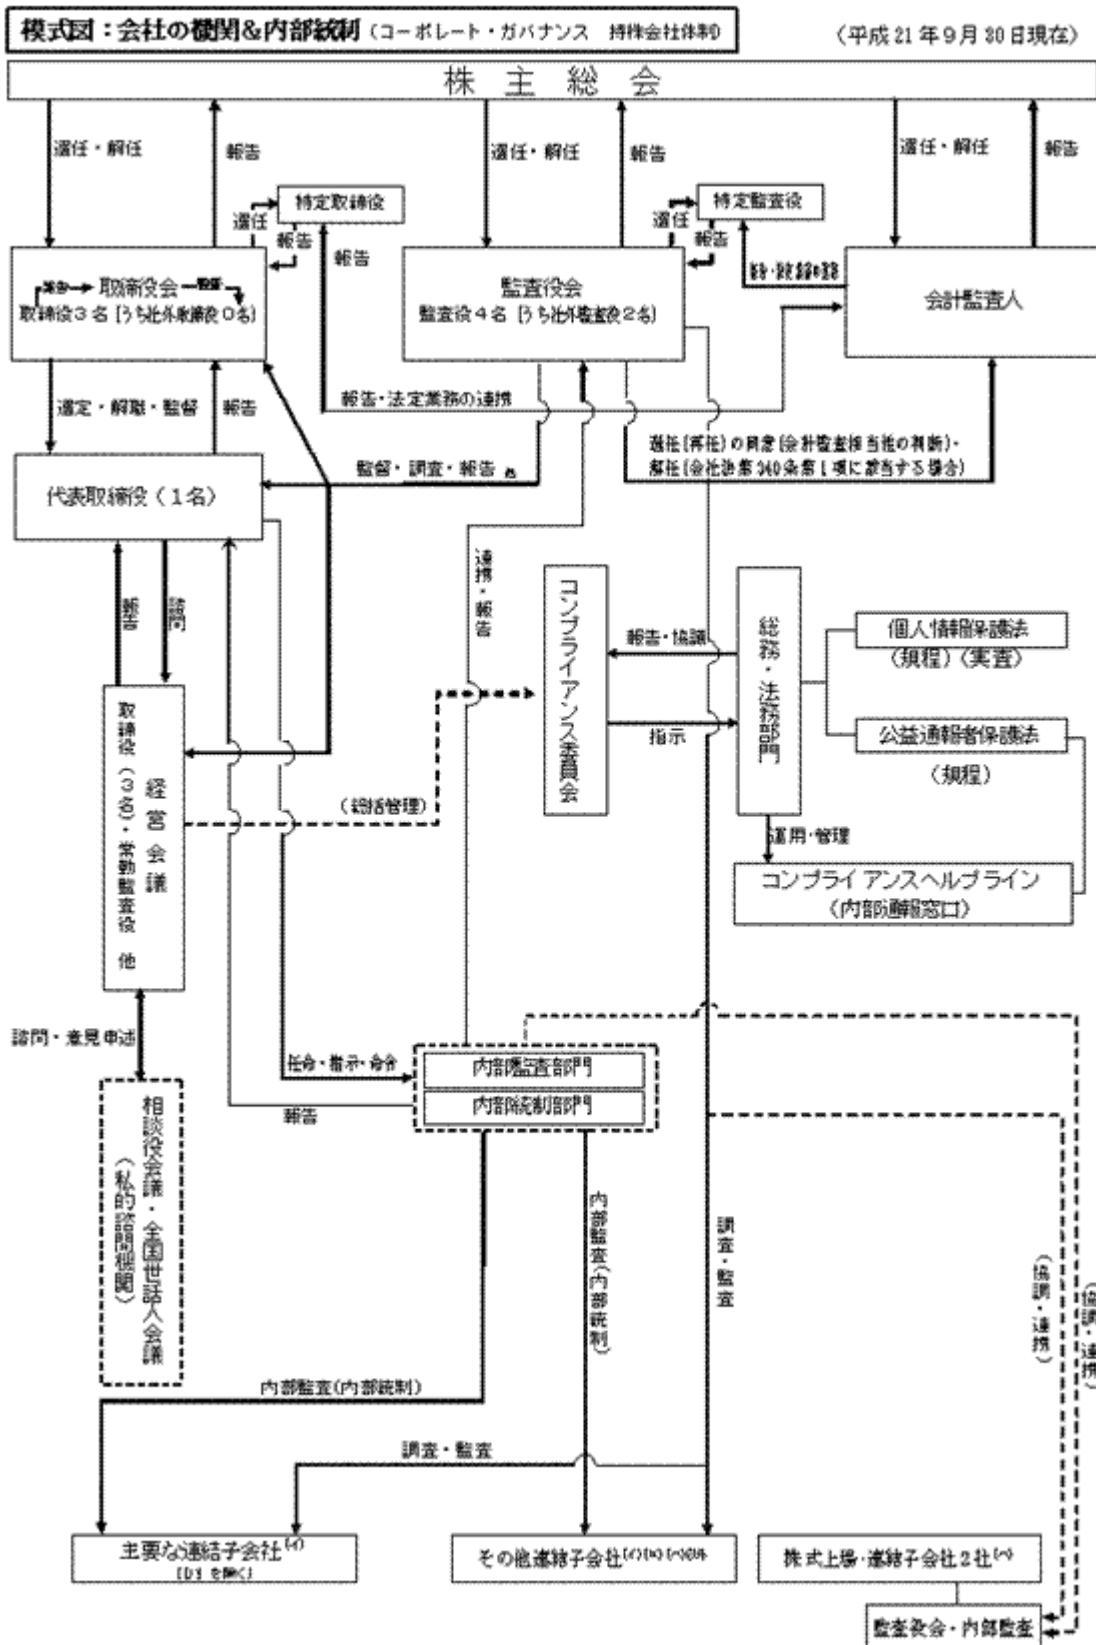 模式図：会社の機関&内部統制（コーポレート・ガバナンス　持株会社体制）
（平成21年9月30日現在）
株主総会
選任・解任
報告
選任・解任
報告
選任・解任
報告
特定取締役
特定監査役
選任
報告
報告
選任
報告
取締役会
取締役3名［うち社外取締役0名］
監査役会
監査役4名［うち社外監査役2名］
会計監査人
選定・解職・監督
報告
報告・法定業務の連携
選任(再任)の同意(会計監査相当性の判断)・
解任(会社法第340条第1項に該当する場合)
監督・調査・報告
代表取締役（1名）
報告
諮問
連携・報告
コンプライアンス委員会
報告・協議
指示
総務・法務部門
個人情報保護法
（規程）（実査）
公益通報者保護法
（規程）
運用・管理
コンプライアンスヘルプライン
（内部通報窓口）
経営会議
取締役（3名）・常勤監査役　他
（総括管理）
諮問・意見申述
相談役会議・全国世話人会議
（私的諮問機関）
任命・指示・命令
報告
内部監査部門
内部統制部門
内部監査(内部統制)
調査・監査
（協調・連携）
（協調・連携）
内部監査(内部統制)
調査・監査
主要な連結子会社(イ)
その他連結子会社
株式上場・連結子会社2社
監査役会・内部監査